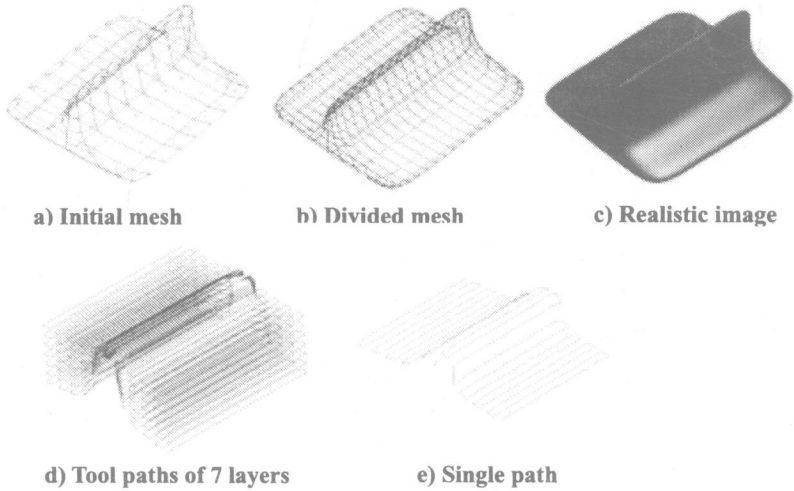 a) Initial mesh
b) Divided mesh
c) Realistic image
d) Tool paths of 7 layers
e) Single path